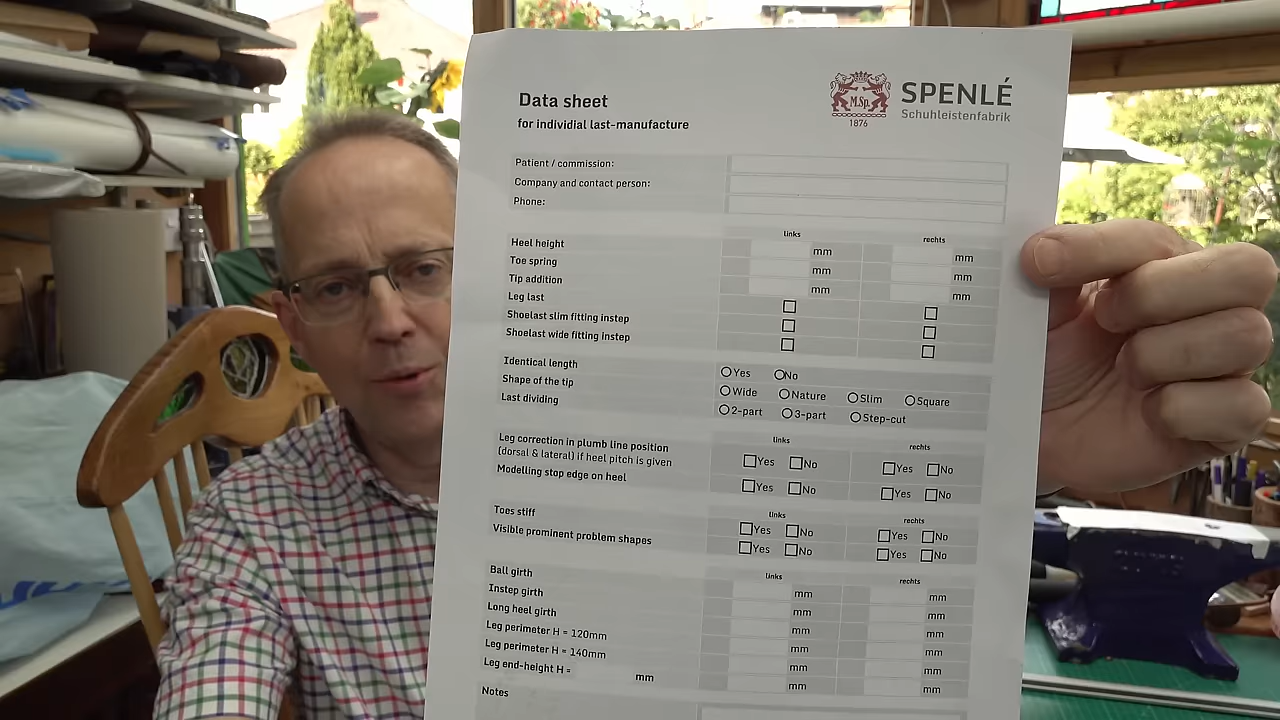 Data sheet
for individial last-manufacture
M.Sp.
1876
SPENLÉ
Schuhleistenfabrik
Patient / commission:
Company and contact person:
Phone:
links rechts
Heel height mm mm
Toe spring mm mm
Tip addition mm mm
Leg last
Shoelast slim fitting instep
Shoelast wide fitting instep
Identical length Yes No
Shape of the tip Wide Nature Slim Square
Last dividing 2-part 3-part Step-cut
links rechts
Leg correction in plumb line position
(dorsal & lateral) if heel pitch is given Yes No Yes No
Modelling stop edge on heel Yes No Yes No
links rechts
Toes stiff Yes No Yes No
Visible prominent problem shapes Yes No Yes No
links rechts
Ball girth mm mm
Instep girth mm mm
Long heel girth mm mm
Leg perimeter H = 120mm mm mm
Leg perimeter H = 140mm mm mm
Leg end-height H = mm mm mm
Notes